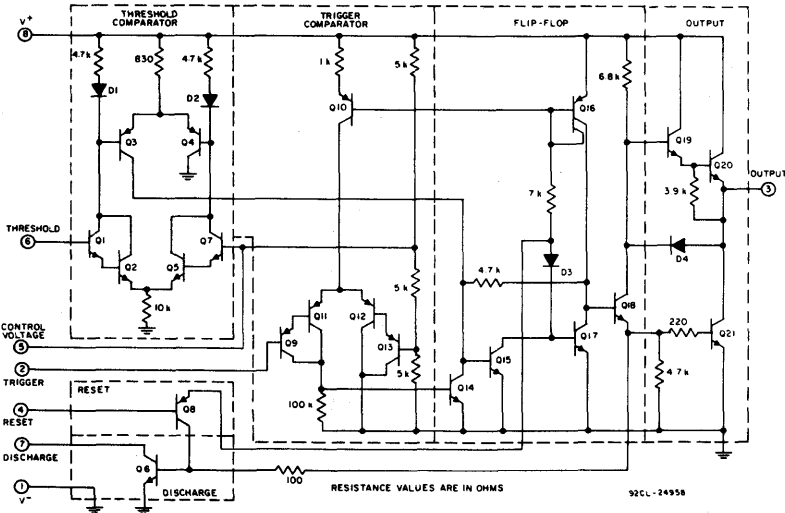 THRESHOLD
COMPARATOR
TRIGGER
COMPARATOR
FLIP-FLOP
OUTPUT
V+
8
4.7k
830
4.7k
1k
5k
6.8k
D1
D2
Q10
Q16
Q3
Q4
Q19
Q20
OUTPUT
3
7k
3.9k
THRESHOLD
6
Q1
Q2
Q5
Q7
D4
D3
5k
4.7k
10k
Q11
Q12
Q18
CONTROL
VOLTAGE
5
Q9
Q13
220
Q17
Q21
2
TRIGGER
5k
Q15
Q14
4.7k
RESET
4
RESET
Q8
100k
7
DISCHARGE
Q6
100
1
V-
DISCHARGE
RESISTANCE VALUES ARE IN OHMS
92CL-24958